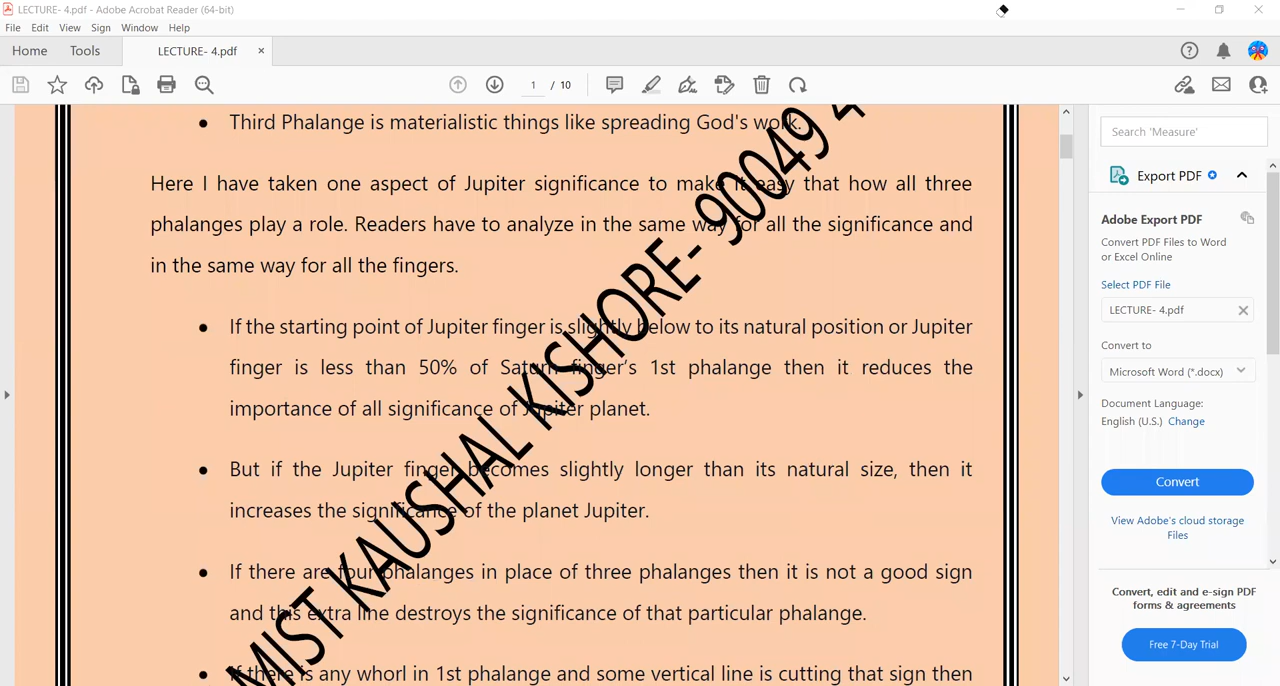 LECTURE- 4.pdf - Adobe Acrobat Reader (64-bit)
File Edit View Sign Window Help
Home Tools LECTURE- 4.pdf ×
1 / 10
• Third Phalange is materialistic things like spreading God's work.
Here I have taken one aspect of Jupiter significance to make it easy that how all three
phalanges play a role. Readers have to analyze in the same way for all the significance and
in the same way for all the fingers.
• If the starting point of Jupiter finger is slightly below to its natural position or Jupiter
finger is less than 50% of Saturn finger's 1st phalange then it reduces the
importance of all significance of Jupiter planet.
• But if the Jupiter finger becomes slightly longer than its natural size, then it
increases the significance of the planet Jupiter.
• If there are four phalanges in place of three phalanges then it is not a good sign
and this extra line destroys the significance of that particular phalange.
• If there is any whorl in 1st phalange and some vertical line is cutting that sign then
MIST KAUSHAL KISHORE- 90049 4
Search 'Measure'
Export PDF
Adobe Export PDF
Convert PDF Files to Word
or Excel Online
Select PDF File
LECTURE- 4.pdf
Convert to
Microsoft Word (*.docx)
Document Language:
English (U.S.) Change
Convert
View Adobe's cloud storage
Files
Convert, edit and e-sign PDF
forms & agreements
Free 7-Day Trial